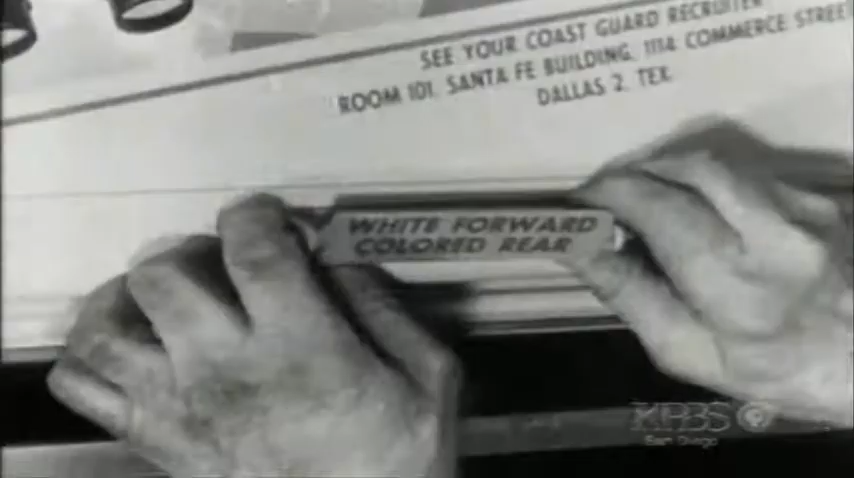 SEE YOUR COAST GUARD RECRUITER
ROOM 101, SANTA FE BUILDING, 1114 COMMERCE STREET
DALLAS 2, TEX.
WHITE FORWARD
COLORED REAR
KPBS
San Diego